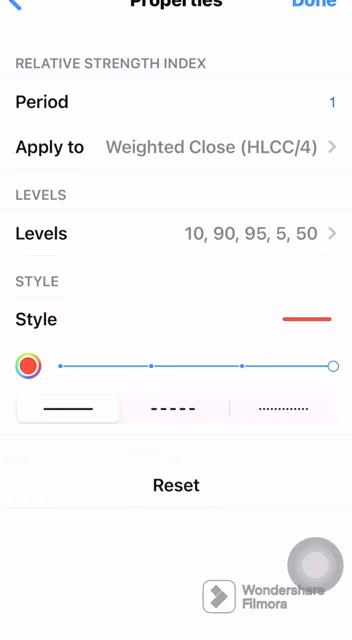 Properties Done
RELATIVE STRENGTH INDEX
Period 1
Apply to Weighted Close (HLCC/4)
LEVELS
Levels 10, 90, 95, 5, 50
STYLE
Style
Reset
Wondershare
Filmora